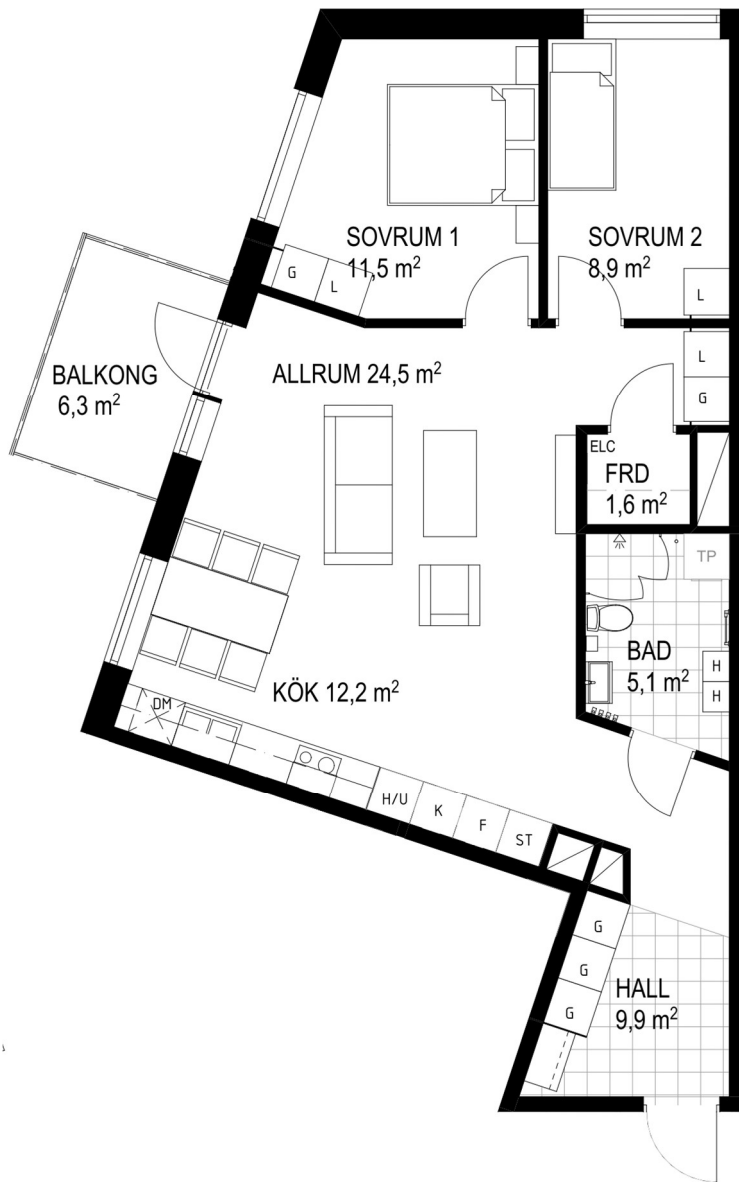 SOVRUM 1
11,5 m²
SOVRUM 2
8,9 m²
G
L
L
BALKONG
6,3 m²
ALLRUM 24,5 m²
L
G
ELC
FRD
1,6 m²
TP
BAD
5,1 m²
H
H
KÖK 12,2 m²
DM
H/U
K
F
ST
G
G
G
HALL
9,9 m²